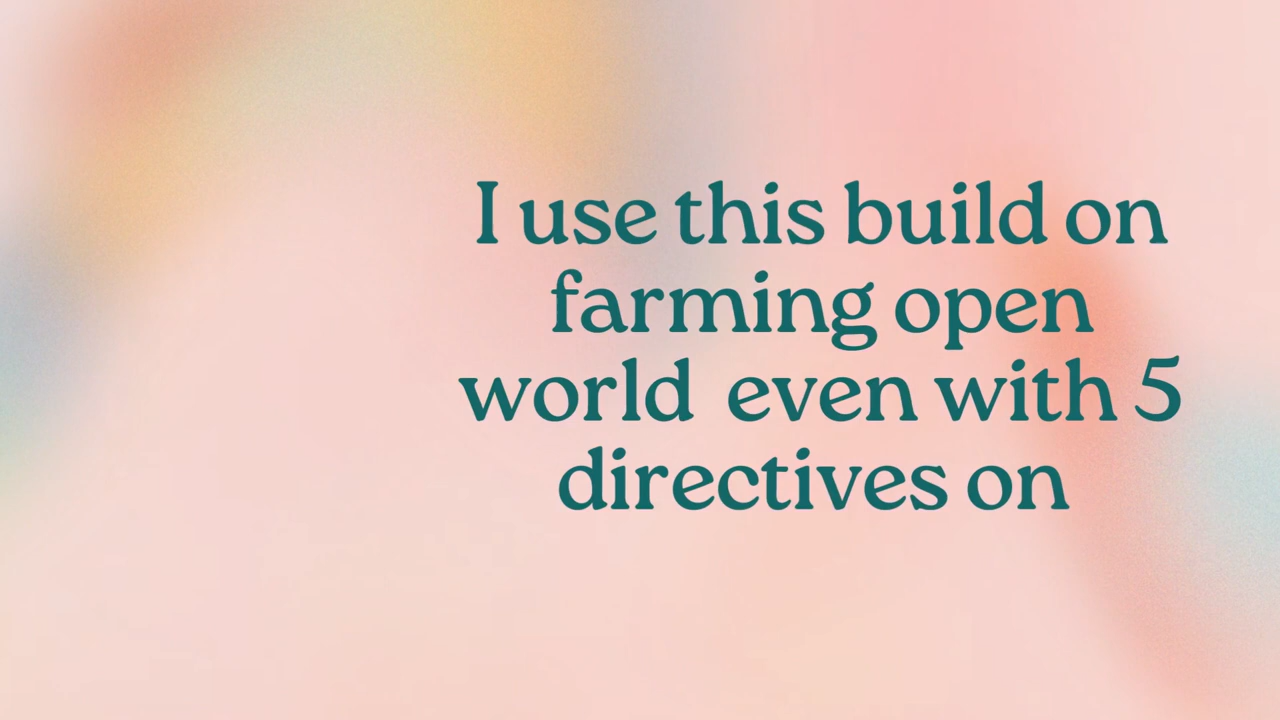 I use this build on
farming open
world  even with 5
directives on